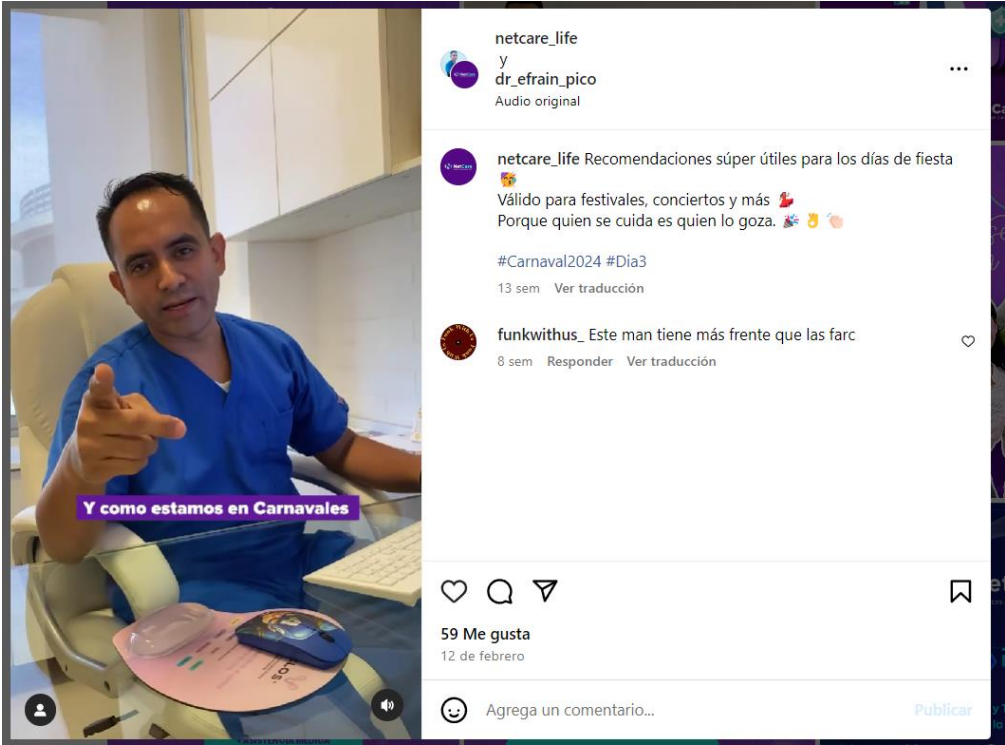 netcare_life
y
dr_efrain_pico
Audio original
netcare_life Recomendaciones súper útiles para los días de fiesta
🥳
Válido para festivales, conciertos y más 💃
Porque quien se cuida es quien lo goza. 🎉 👌 👏🏻
#Carnaval2024 #Dia3
13 sem Ver traducción
funkwithus_ Este man tiene más frente que las farc
8 sem Responder Ver traducción
Y como estamos en Carnavales
59 Me gusta
12 de febrero
Agrega un comentario...
Publicar